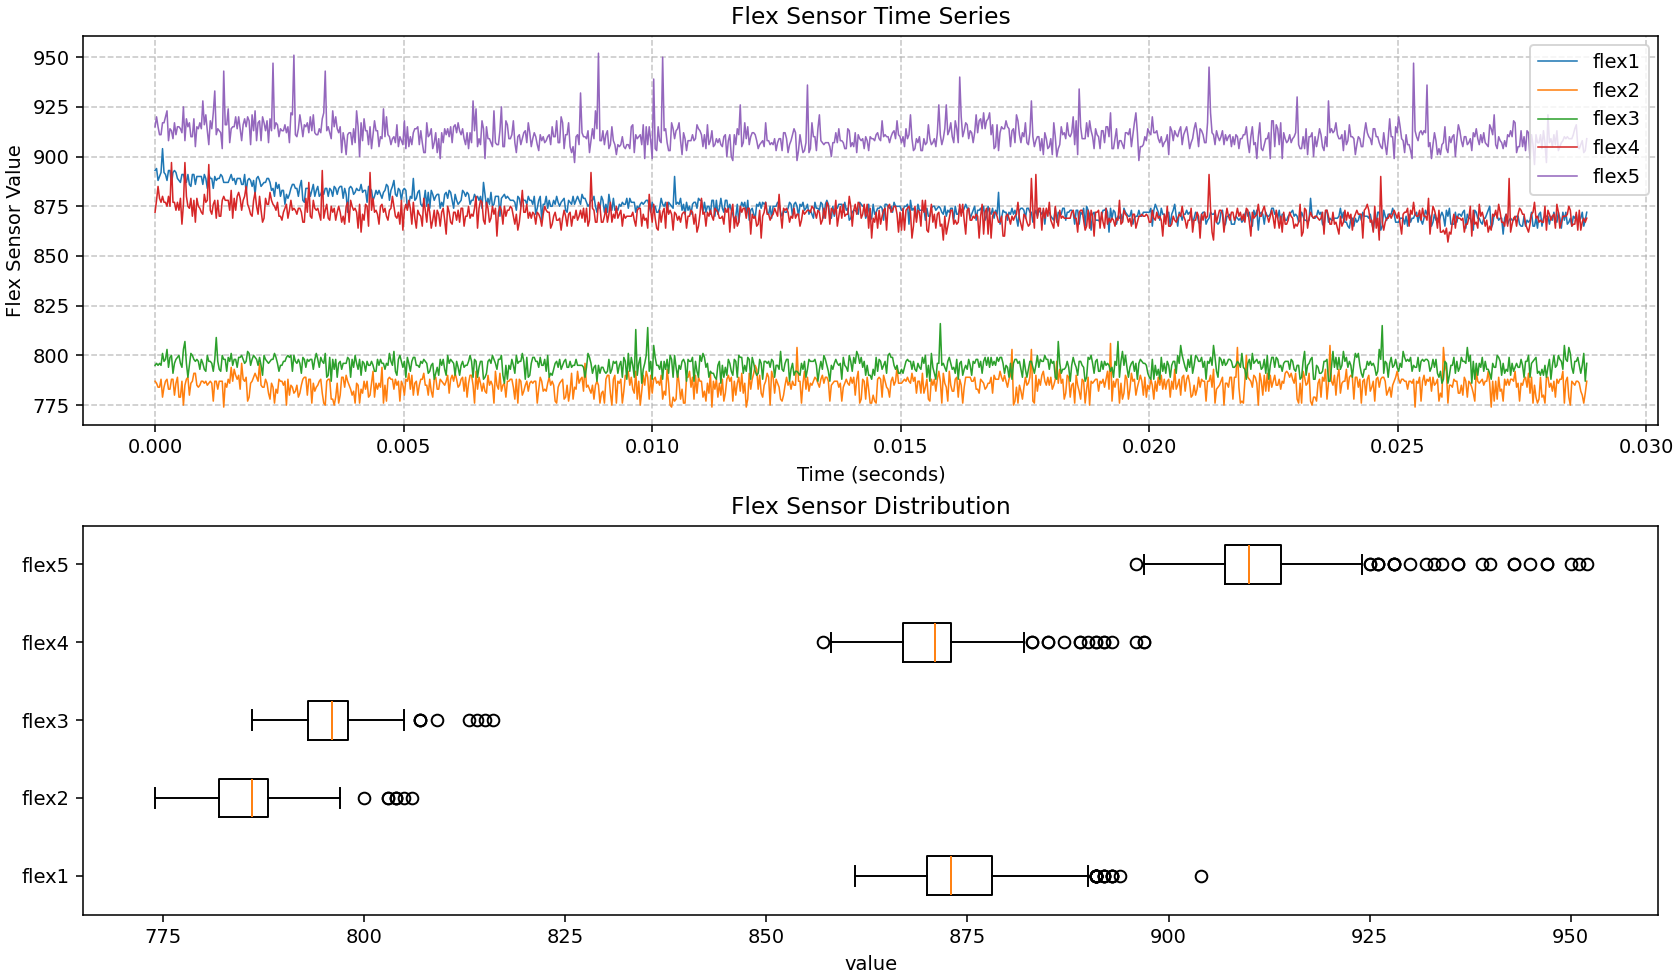 Flex Sensor Time Series
Flex Sensor Value
950
925
900
875
850
825
800
775
flex1
flex2
flex3
flex4
flex5
0.000 0.005 0.010 0.015 0.020 0.025 0.030
Time (seconds)
Flex Sensor Distribution
flex5
flex4
flex3
flex2
flex1
775 800 825 850 875 900 925 950
value